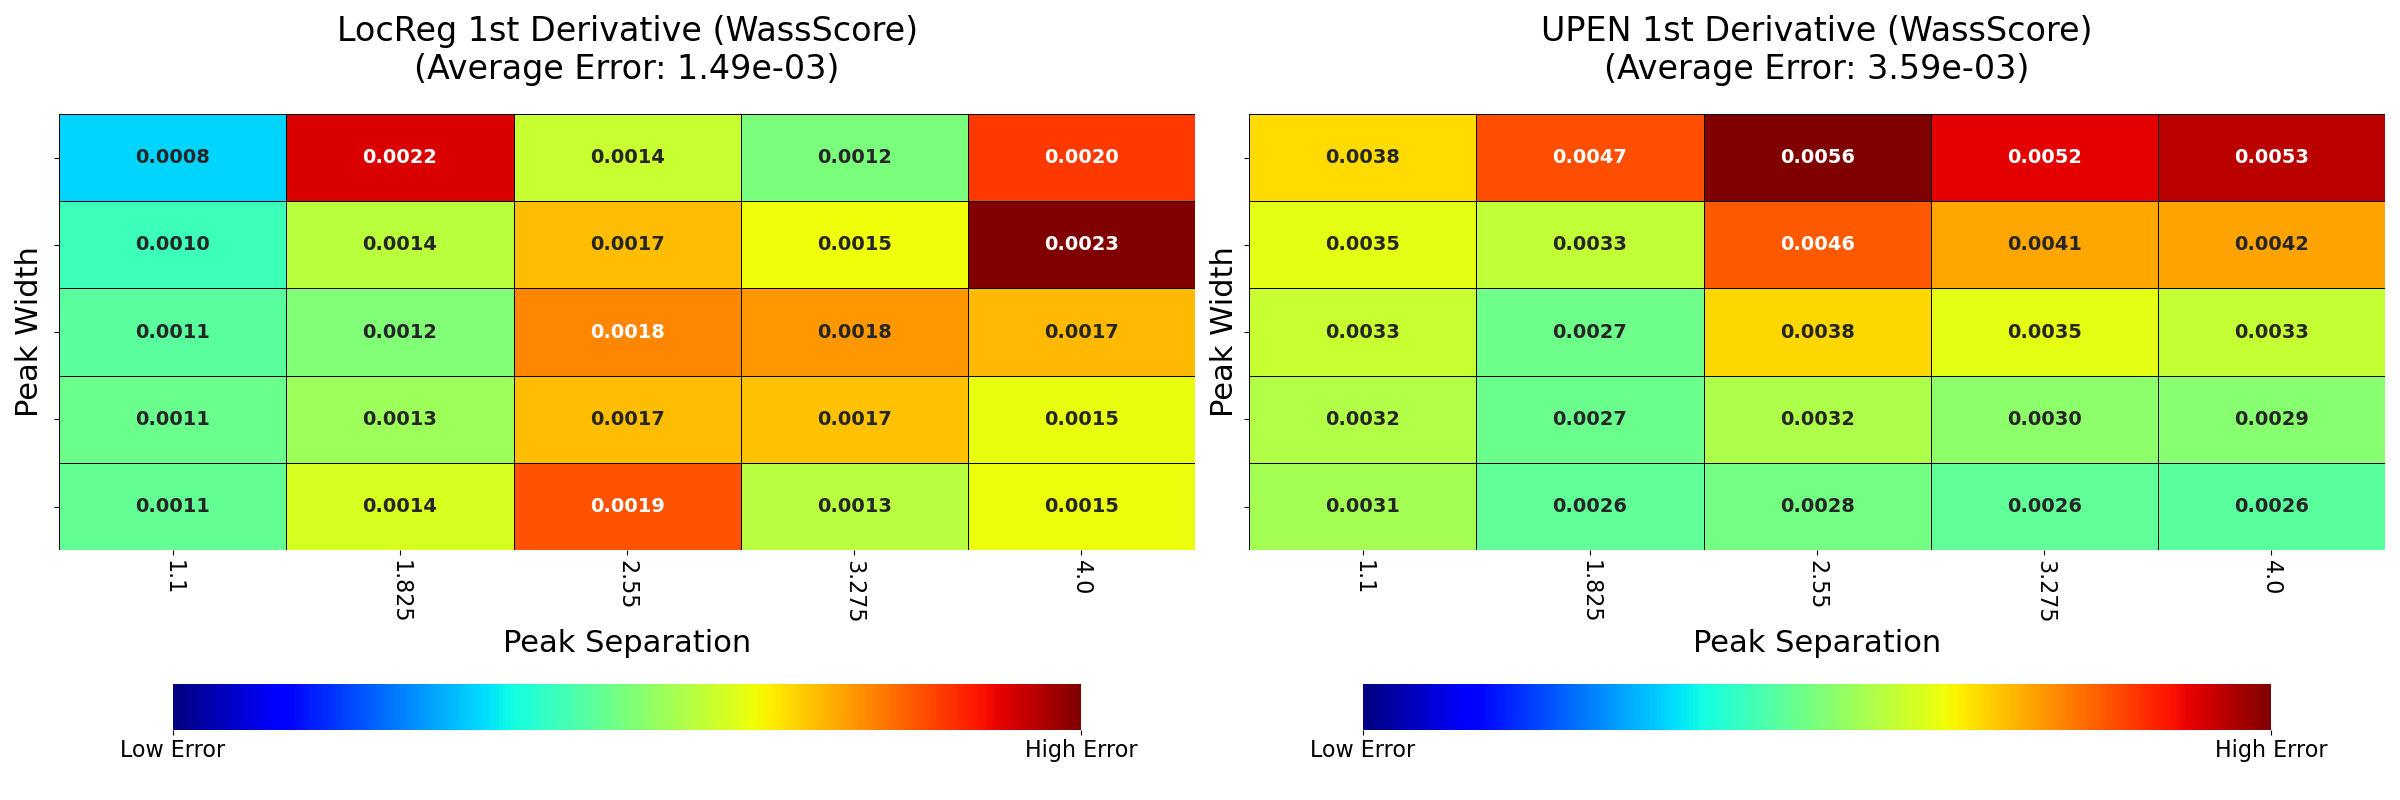 LocReg 1st Derivative (WassScore)
(Average Error: 1.49e-03)
Peak Width
0.0008 0.0022 0.0014 0.0012 0.0020
0.0010 0.0014 0.0017 0.0015 0.0023
0.0011 0.0012 0.0018 0.0018 0.0017
0.0011 0.0013 0.0017 0.0017 0.0015
0.0011 0.0014 0.0019 0.0013 0.0015
1.1 1.825 2.55 3.275 4.0
Peak Separation
Low Error High Error
UPEN 1st Derivative (WassScore)
(Average Error: 3.59e-03)
Peak Width
0.0038 0.0047 0.0056 0.0052 0.0053
0.0035 0.0033 0.0046 0.0041 0.0042
0.0033 0.0027 0.0038 0.0035 0.0033
0.0032 0.0027 0.0032 0.0030 0.0029
0.0031 0.0026 0.0028 0.0026 0.0026
1.1 1.825 2.55 3.275 4.0
Peak Separation
Low Error High Error